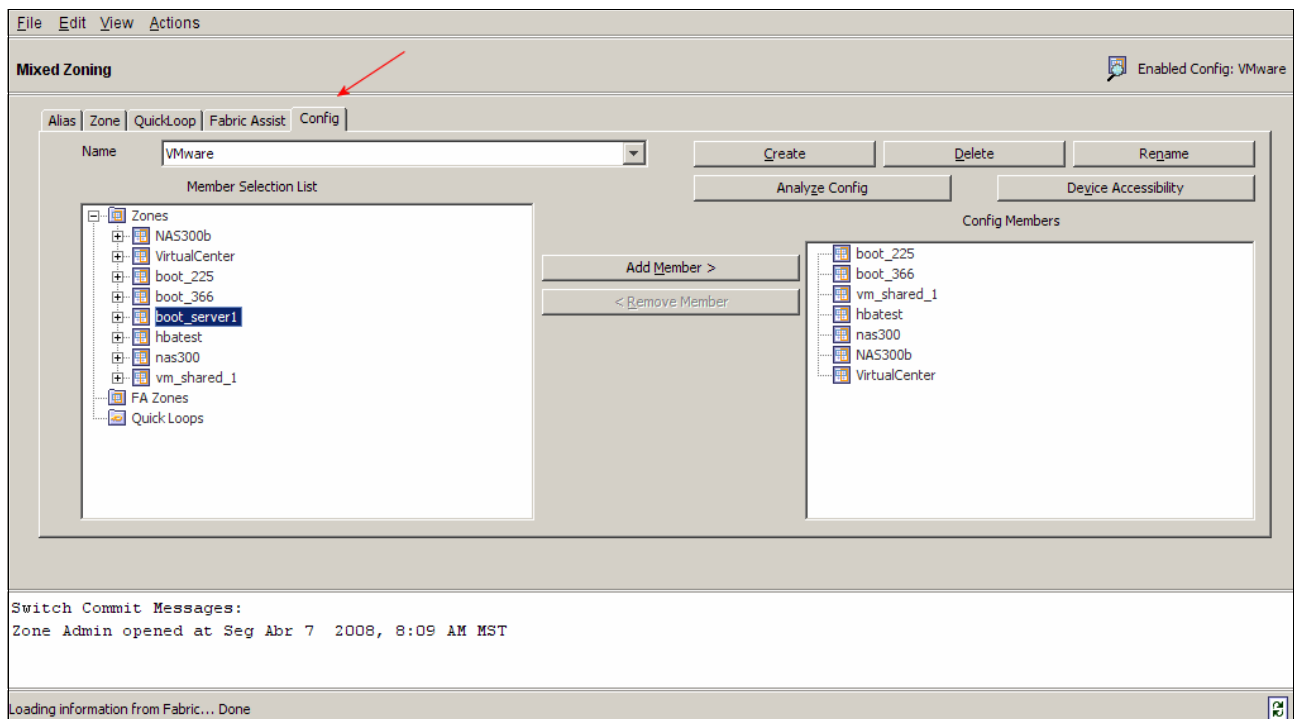 File Edit View Actions
Mixed Zoning
Enabled Config: VMware
Alias Zone QuickLoop Fabric Assist Config
Name VMware
Create Delete Rename
Member Selection List
Analyze Config Device Accessibility
Zones
NAS300b
VirtualCenter
boot_225
boot_366
boot_server1
hbatest
nas300
vm_shared_1
FA Zones
Quick Loops
Add Member >
< Remove Member
Config Members
boot_225
boot_366
vm_shared_1
hbatest
nas300
NAS300b
VirtualCenter
Switch Commit Messages:
Zone Admin opened at Seg Abr 7 2008, 8:09 AM MST
Loading information from Fabric... Done